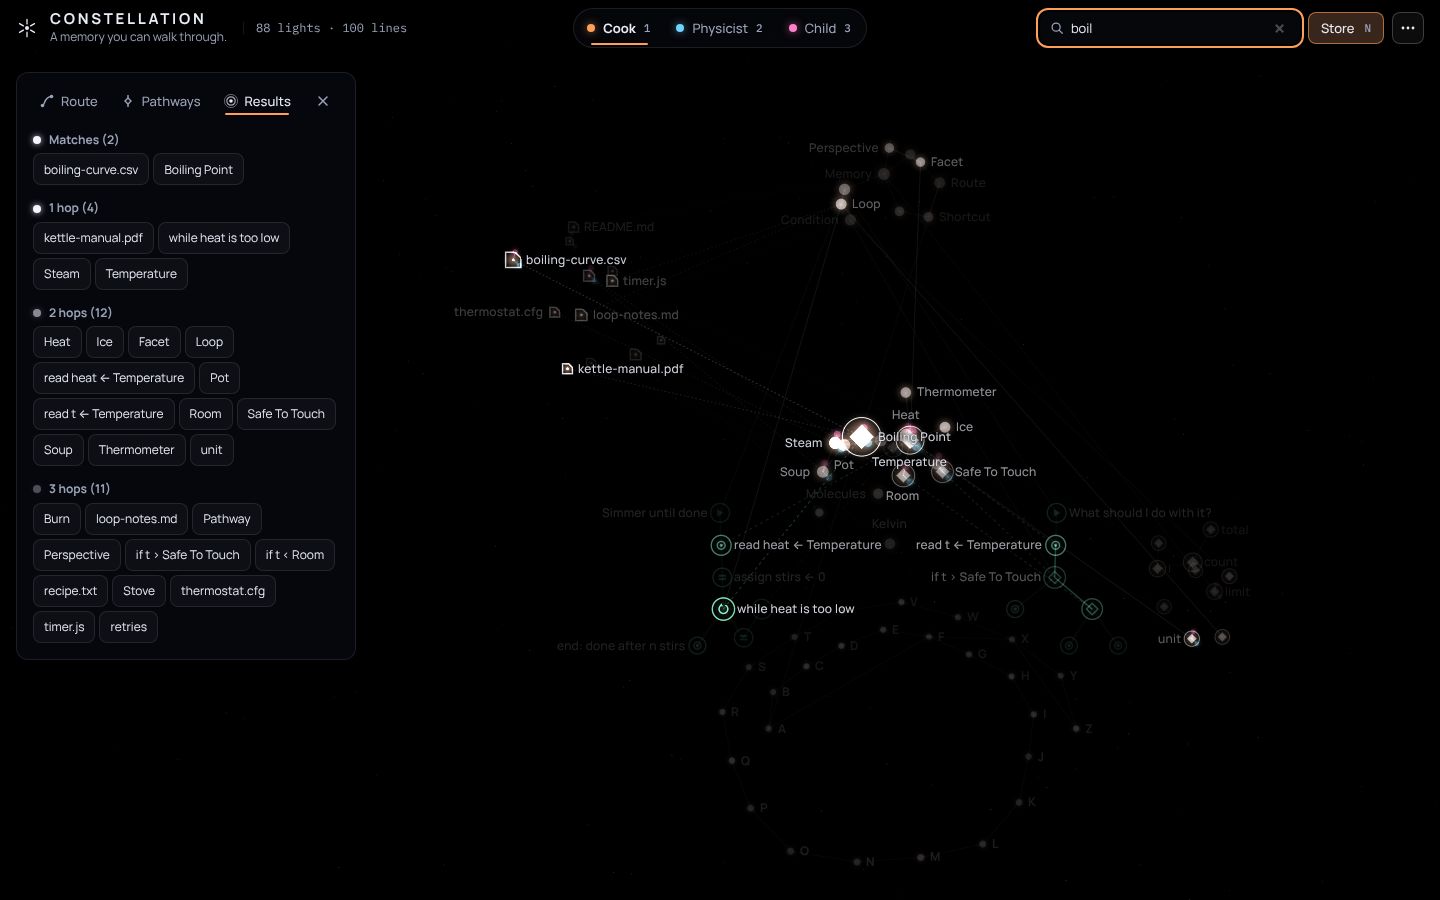 CONSTELLATION
A memory you can walk through.
88 lights · 100 lines
Cook 1
Physicist 2
Child 3
boil
Store N
Route
Pathways
Results
Matches (2)
boiling-curve.csv
Boiling Point
1 hop (4)
kettle-manual.pdf
while heat is too low
Steam
Temperature
2 hops (12)
Heat
Ice
Facet
Loop
read heat ← Temperature
Pot
read t ← Temperature
Room
Safe To Touch
Soup
Thermometer
unit
3 hops (11)
Burn
loop-notes.md
Pathway
Perspective
if t > Safe To Touch
if t < Room
recipe.txt
Stove
thermostat.cfg
timer.js
retries
Perspective
Facet
Memory
Route
Loop
Condition
Shortcut
README.md
boiling-curve.csv
timer.js
thermostat.cfg
loop-notes.md
kettle-manual.pdf
Thermometer
Heat
Ice
Steam
Boiling Point
Pot
Temperature
Soup
Safe To Touch
Molecules
Room
Simmer until done
What should I do with it?
Kelvin
total
read heat ← Temperature
read t ← Temperature
count
assign stirs ← 0
if t > Safe To Touch
limit
while heat is too low
unit
end: done after n stirs
V
W
T
E
F
X
D
G
S
C
H
Y
B
R
I
A
Z
Q
J
P
K
O
N
M
L